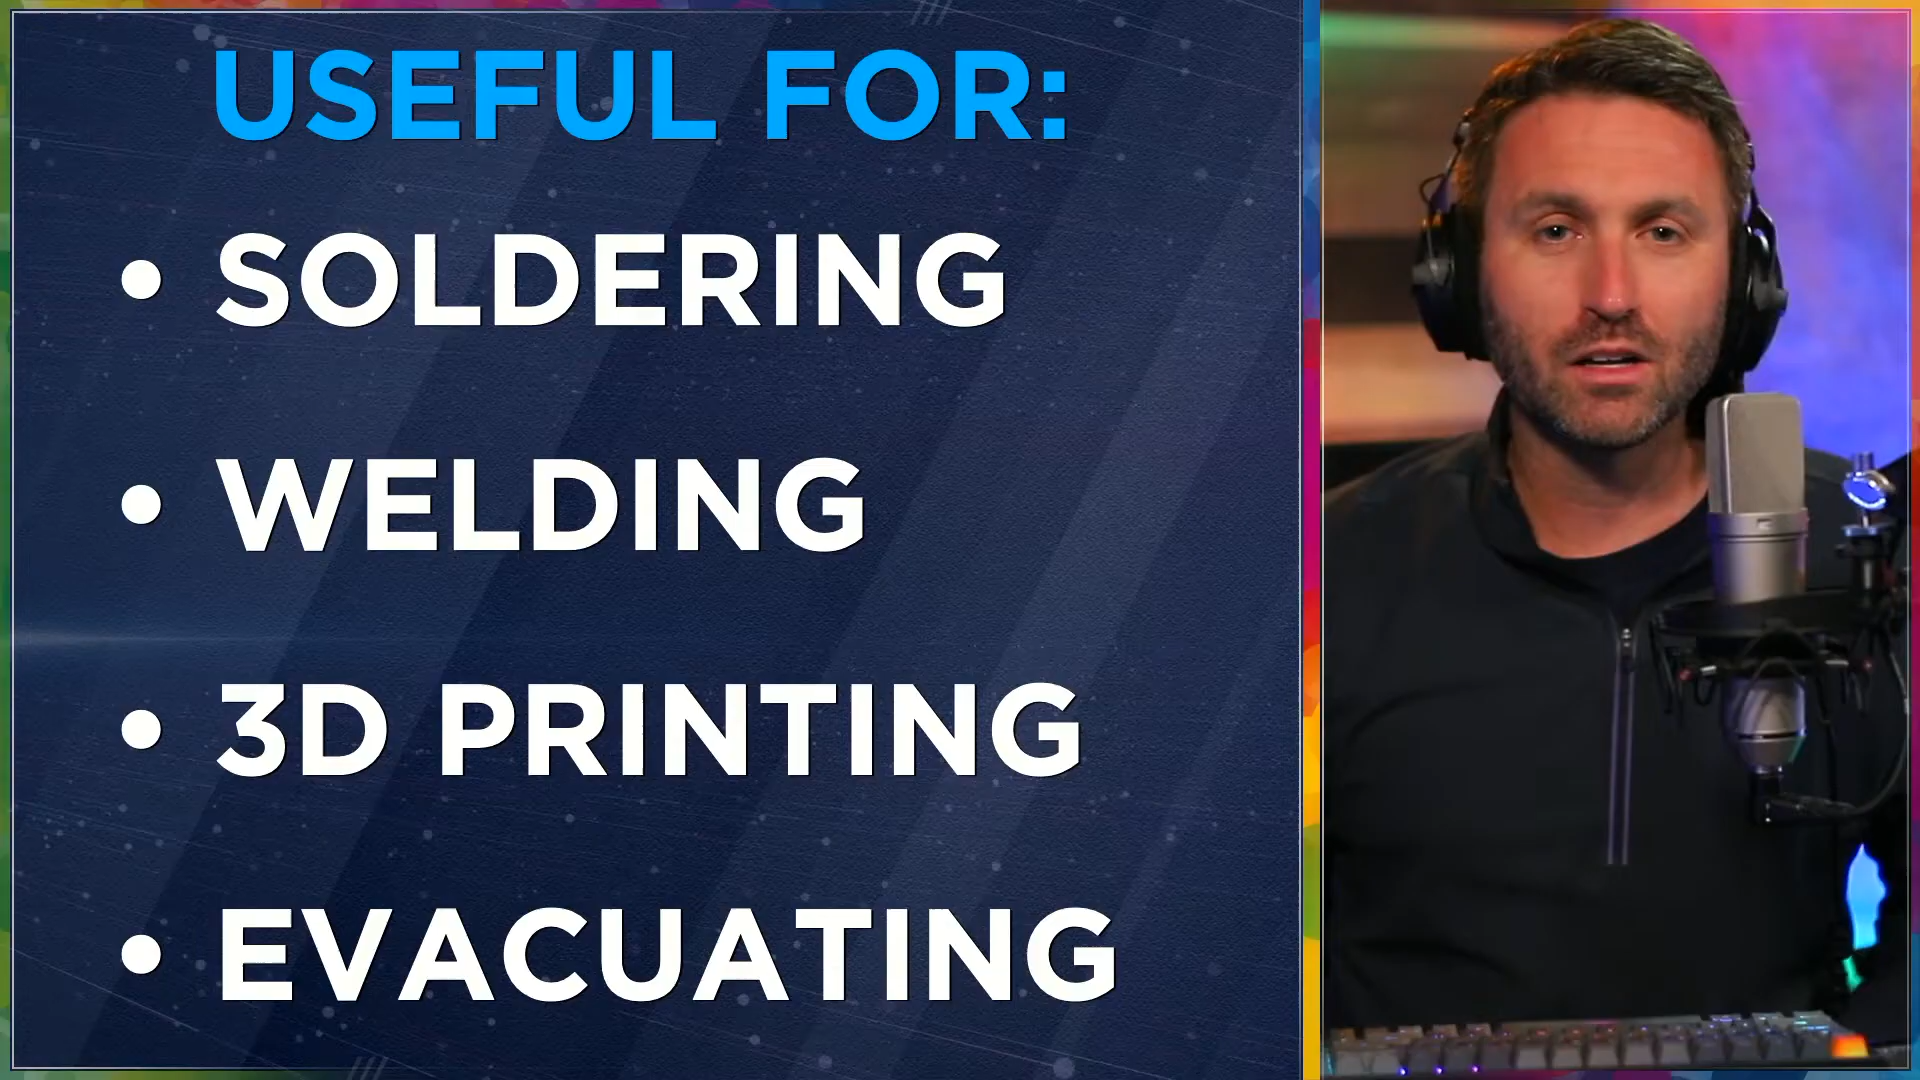 USEFUL FOR:
• SOLDERING
• WELDING
• 3D PRINTING
• EVACUATING